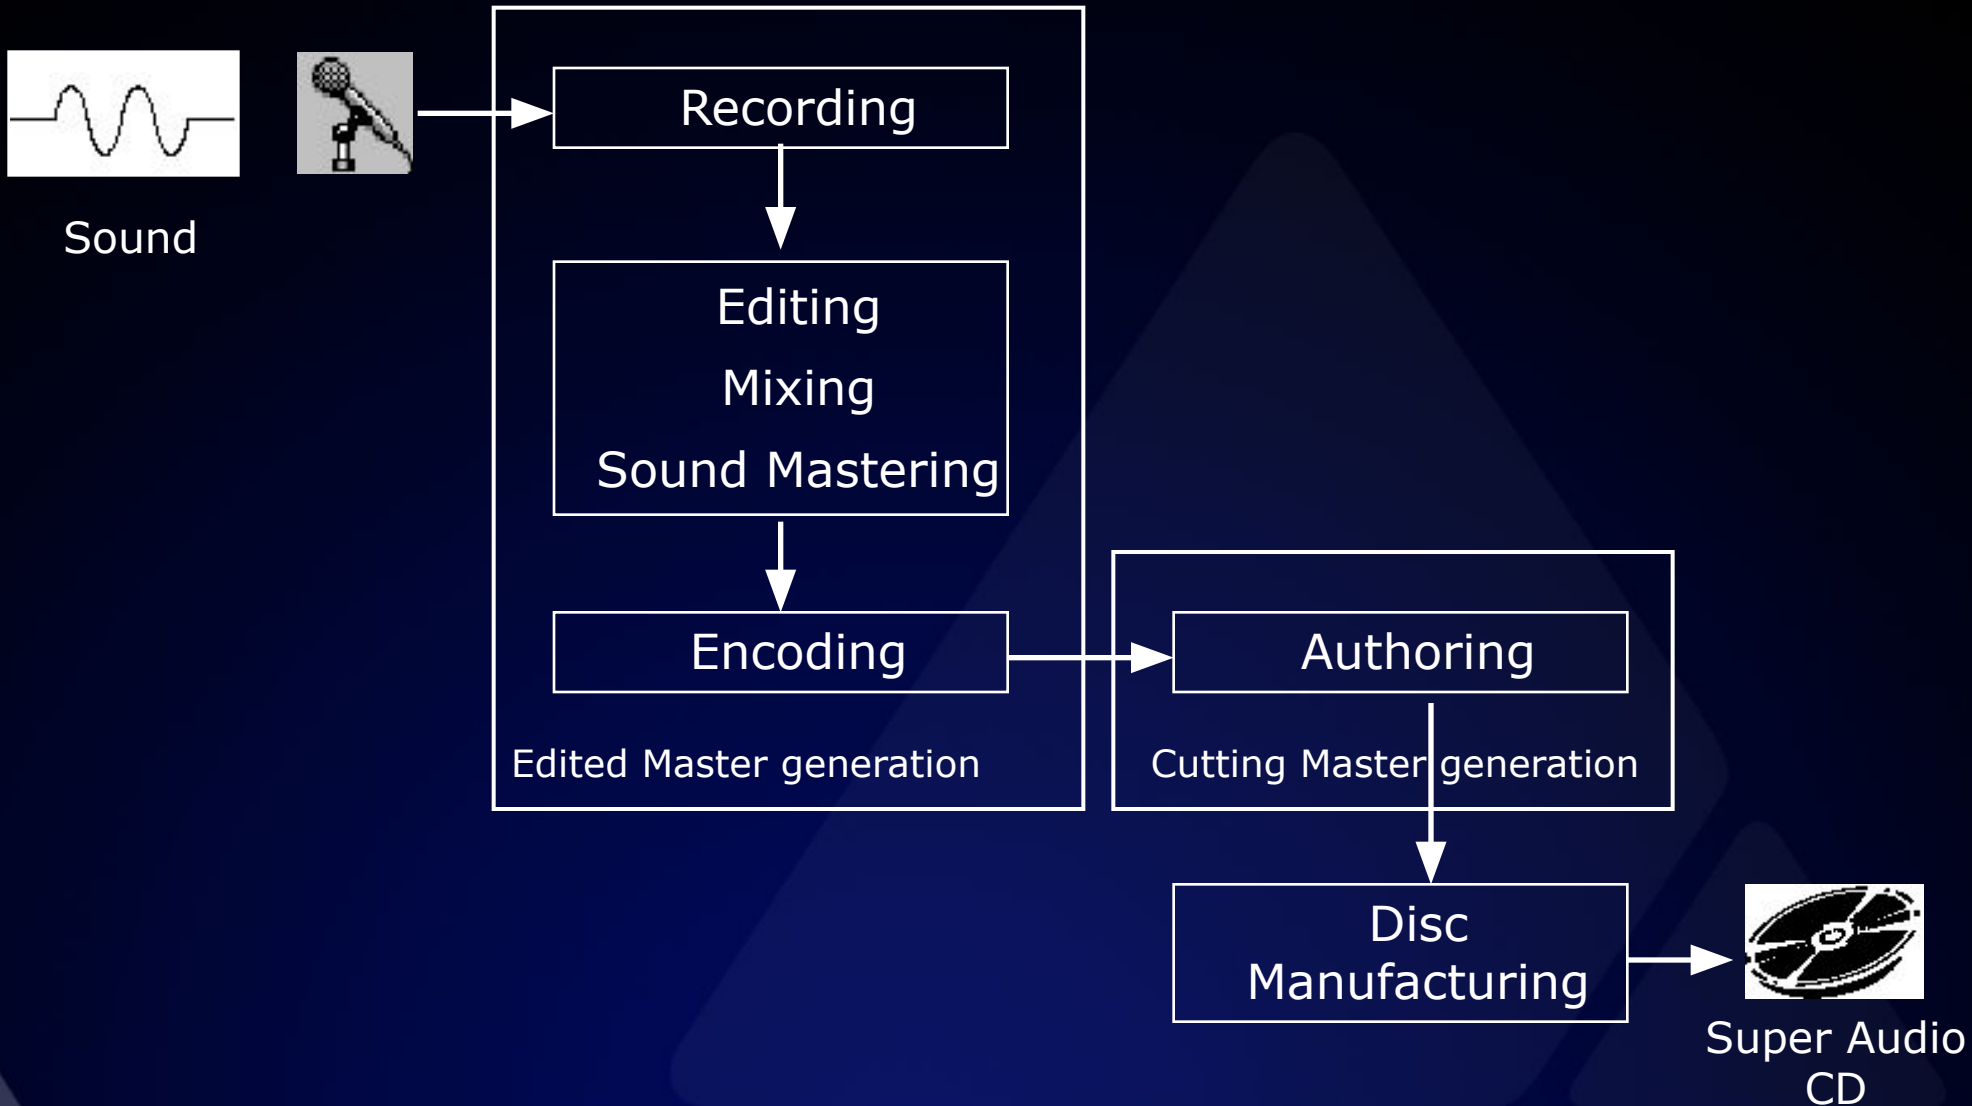 Sound
Recording
Editing
Mixing
Sound Mastering
Encoding
Edited Master generation
Authoring
Cutting Master generation
Disc
Manufacturing
Super Audio
CD